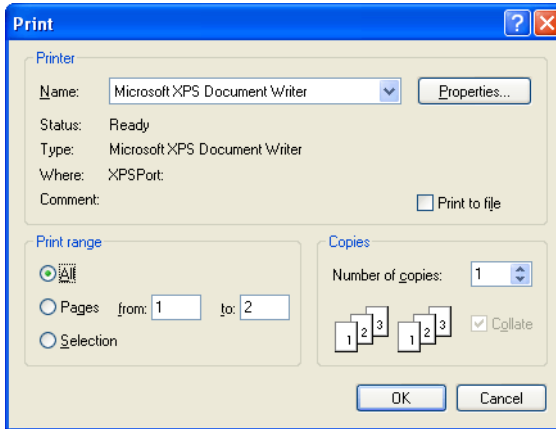 Print
Printer
Name: Microsoft XPS Document Writer Properties...
Status: Ready
Type: Microsoft XPS Document Writer
Where: XPSPort:
Comment:
Print to file
Print range
All
Pages from: 1 to: 2
Selection
Copies
Number of copies: 1
1 2 3 1 2 3
Collate
OK Cancel